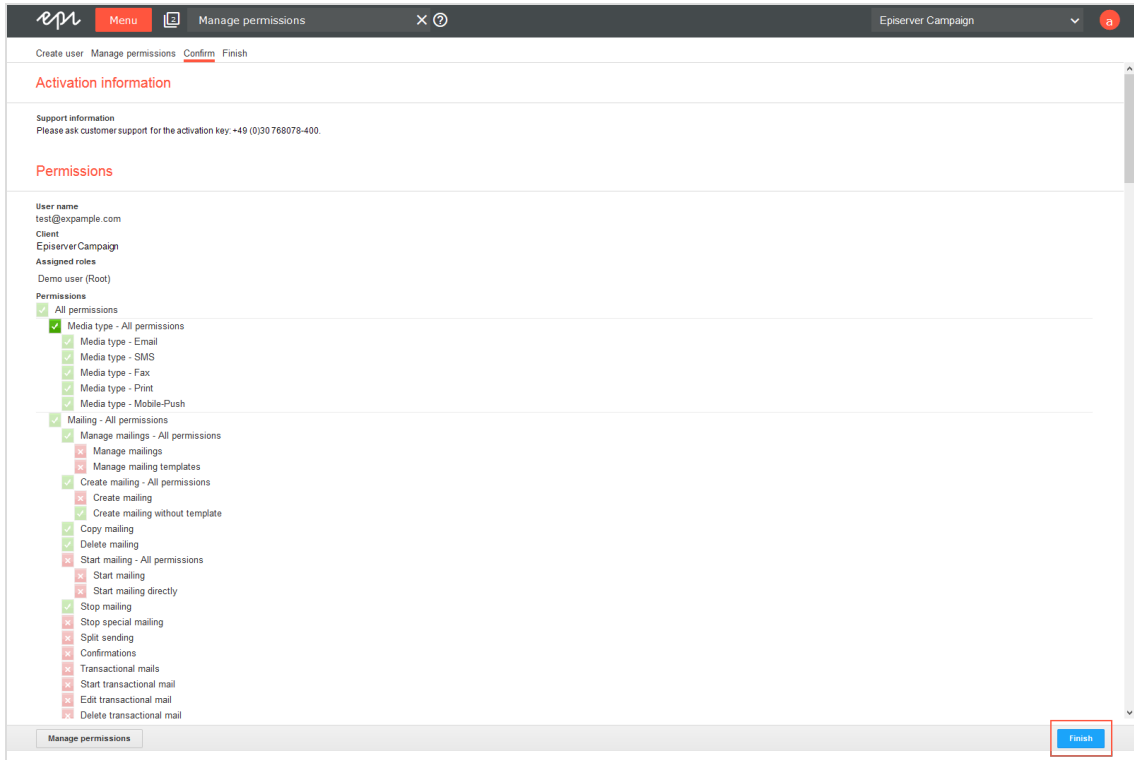 epi Menu 2 Manage permissions Episerver Campaign a
Create user Manage permissions Confirm Finish
Activation information
Support information
Please ask customer support for the activation key: +49 (0)30 768078-400.
Permissions
User name
test@expample.com
Client
Episerver Campaign
Assigned roles
Demo user (Root)
Permissions
All permissions
Media type - All permissions
Media type - Email
Media type - SMS
Media type - Fax
Media type - Print
Media type - Mobile-Push
Mailing - All permissions
Manage mailings - All permissions
Manage mailings
Manage mailing templates
Create mailing - All permissions
Create mailing
Create mailing without template
Copy mailing
Delete mailing
Start mailing - All permissions
Start mailing
Start mailing directly
Stop mailing
Stop special mailing
Split sending
Confirmations
Transactional mails
Start transactional mail
Edit transactional mail
Delete transactional mail
Manage permissions Finish